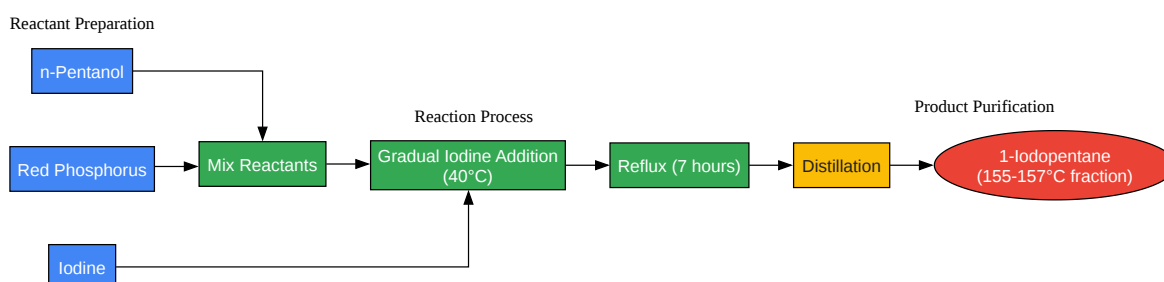 Reactant Preparation
n-Pentanol
Reaction Process
Product Purification
Red Phosphorus
Mix Reactants
Gradual Iodine Addition
(40°C)
Reflux (7 hours)
Distillation
1-Iodopentane
(155-157°C fraction)
Iodine